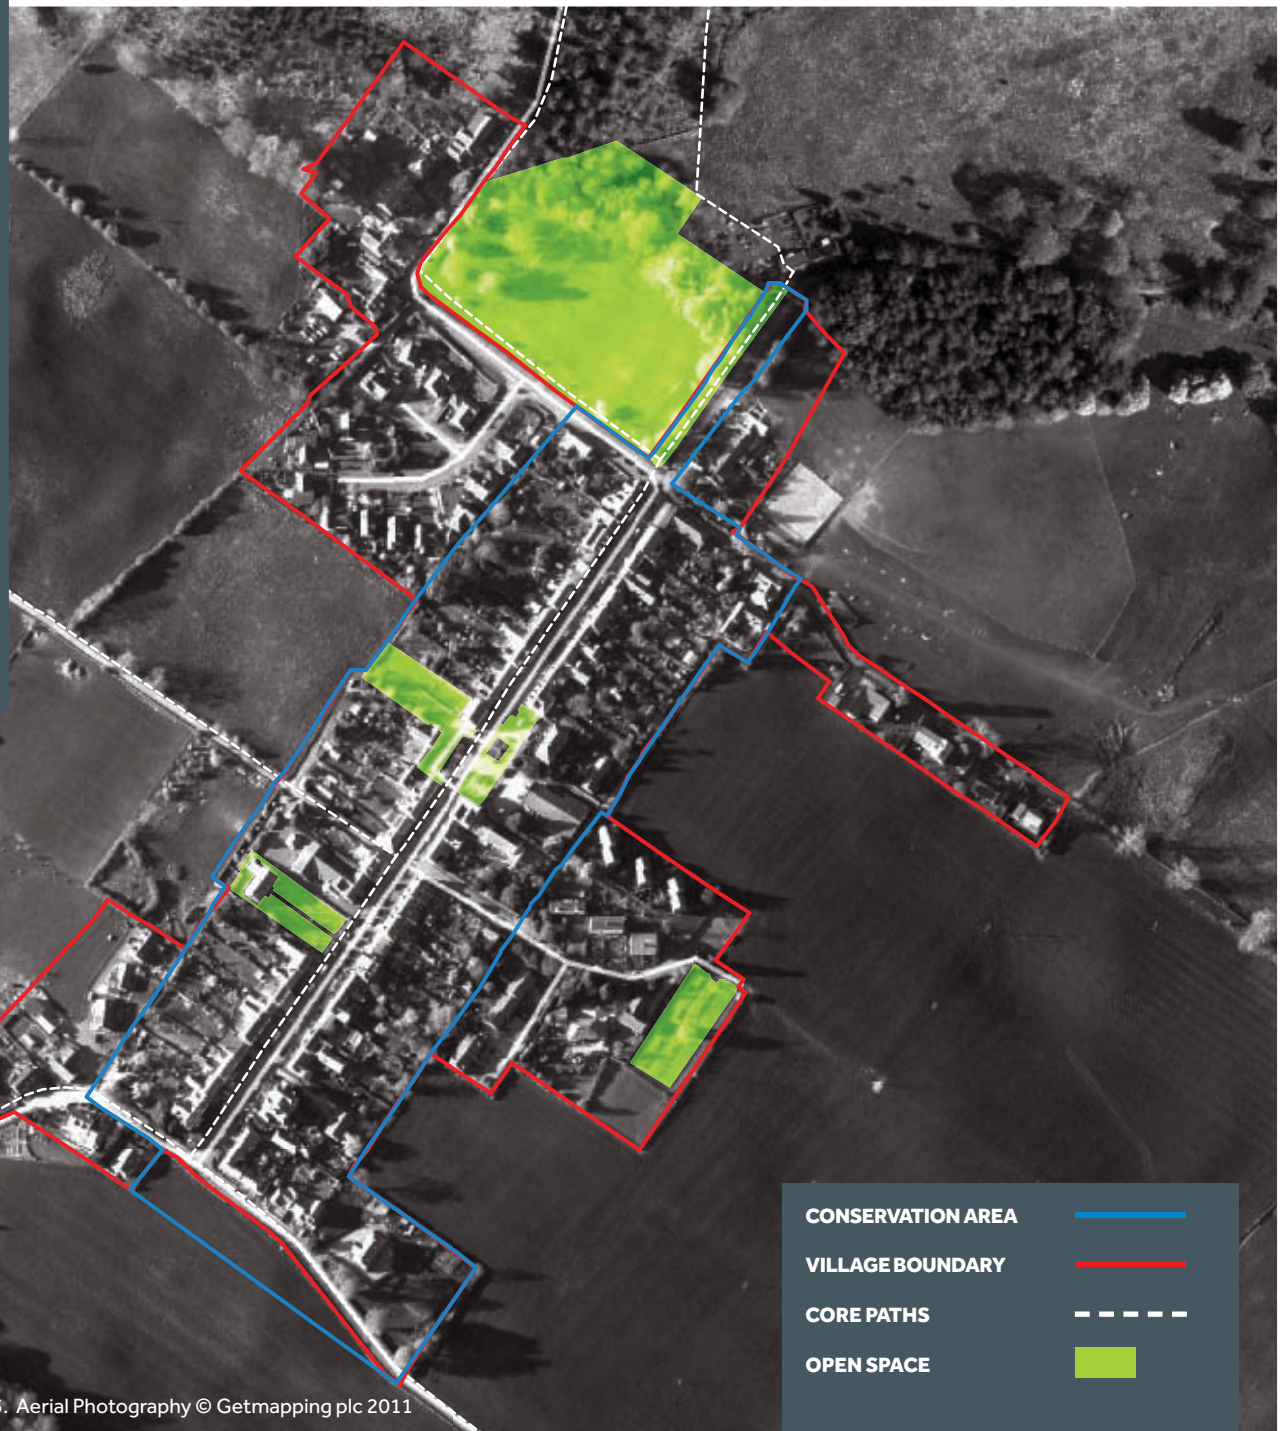 CONSERVATION AREA
VILLAGE BOUNDARY
CORE PATHS
OPEN SPACE
. Aerial Photography © Getmapping plc 2011